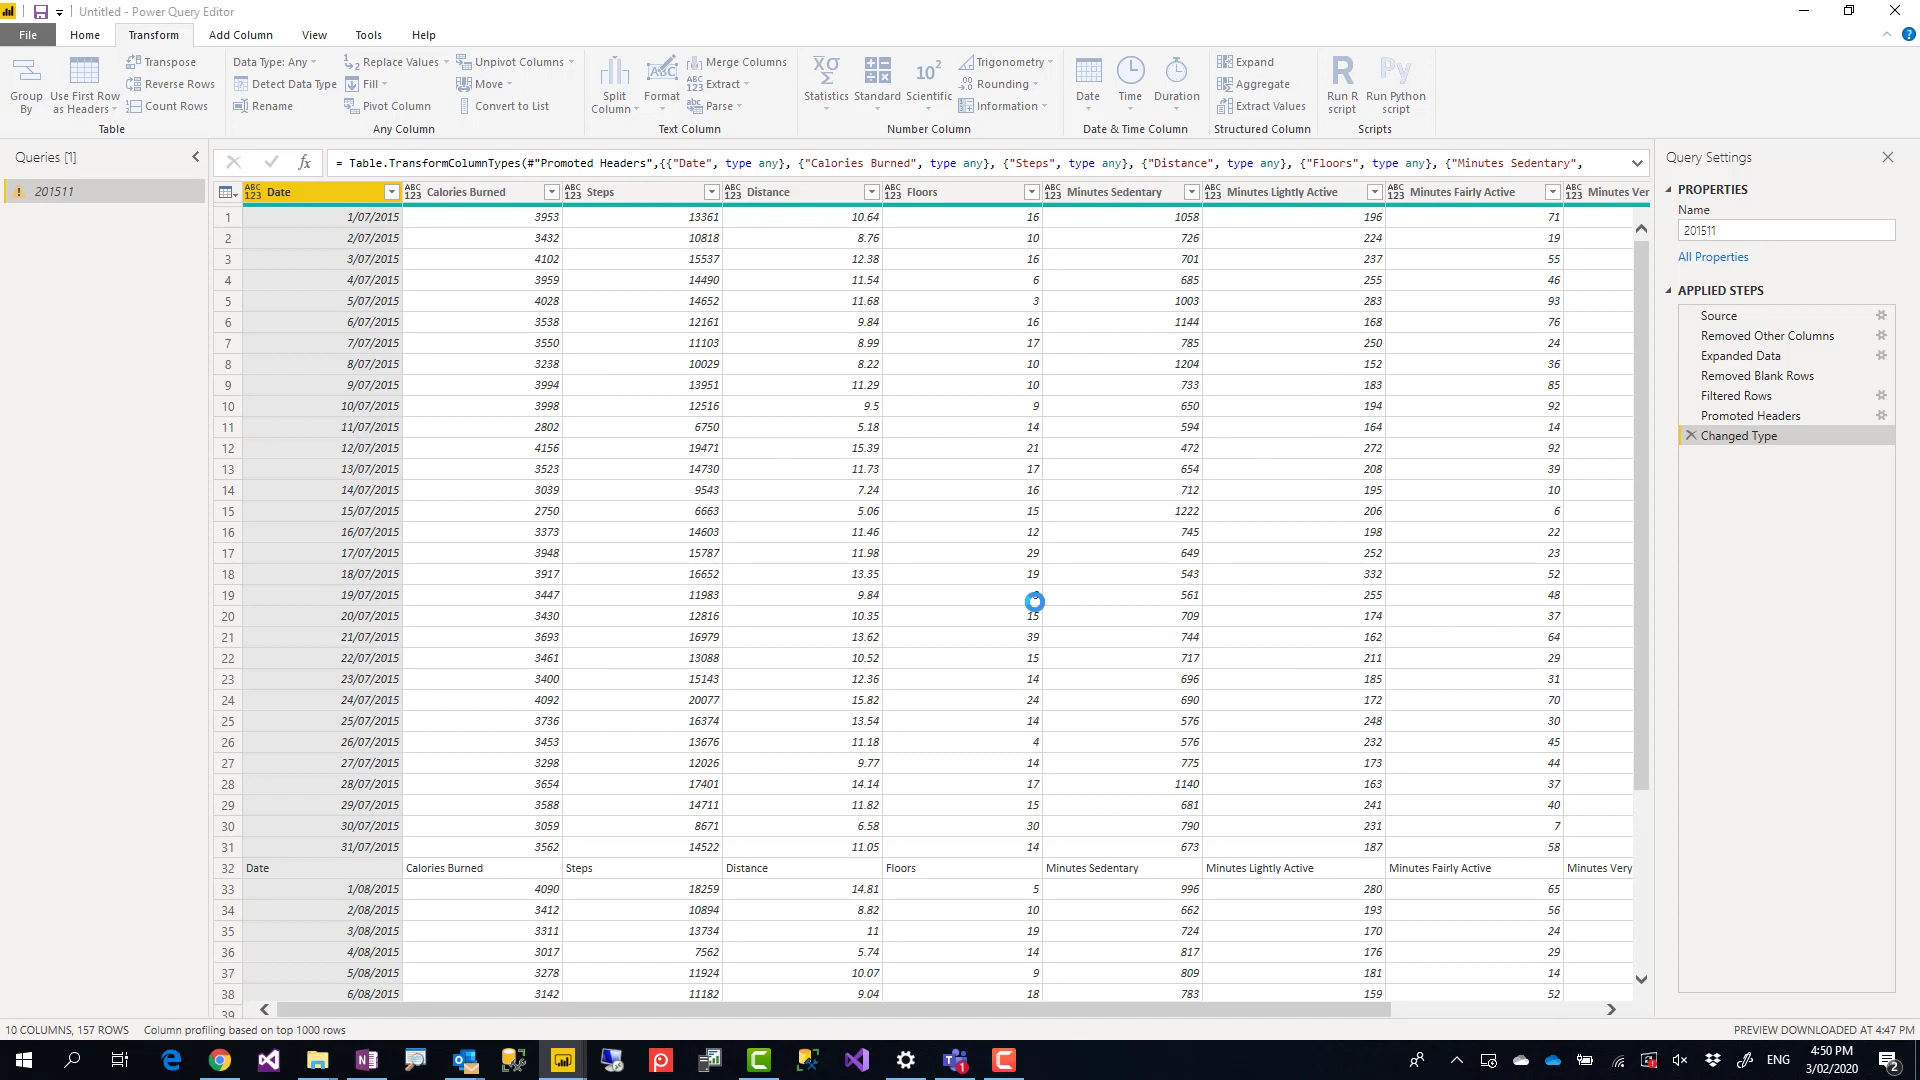 Untitled - Power Query Editor
File Home Transform Add Column View Tools Help
Group By
Use First Row as Headers
Transpose
Reverse Rows
Count Rows
Table
Data Type: Any
Detect Data Type
Rename
Replace Values
Fill
Pivot Column
Unpivot Columns
Move
Convert to List
Any Column
Split Column
Format
Merge Columns
Extract
Parse
Text Column
Statistics
Standard
Scientific
Trigonometry
Rounding
Information
Number Column
Date
Time
Duration
Date & Time Column
Expand
Aggregate
Extract Values
Structured Column
Run R script
Run Python script
Scripts
Queries [1]
201511
= Table.TransformColumnTypes(#"Promoted Headers",{{"Date", type any}, {"Calories Burned", type any}, {"Steps", type any}, {"Distance", type any}, {"Floors", type any}, {"Minutes Sedentary",
Date Calories Burned Steps Distance Floors Minutes Sedentary Minutes Lightly Active Minutes Fairly Active Minutes Ver
1 1/07/2015 3953 13361 10.64 16 1058 196 71
2 2/07/2015 3432 10818 8.76 10 726 224 19
3 3/07/2015 4102 15537 12.38 16 701 237 55
4 4/07/2015 3959 14490 11.54 6 685 255 46
5 5/07/2015 4028 14652 11.68 3 1003 283 93
6 6/07/2015 3538 12161 9.84 16 1144 168 76
7 7/07/2015 3550 11103 8.99 17 785 250 24
8 8/07/2015 3238 10029 8.22 10 1204 152 36
9 9/07/2015 3994 13951 11.29 10 733 183 85
10 10/07/2015 3998 12516 9.5 9 650 194 92
11 11/07/2015 2802 6750 5.18 14 594 164 14
12 12/07/2015 4156 19471 15.39 21 472 272 92
13 13/07/2015 3523 14730 11.73 17 654 208 39
14 14/07/2015 3039 9543 7.24 16 712 195 10
15 15/07/2015 2750 6663 5.06 15 1222 206 6
16 16/07/2015 3373 14603 11.46 12 745 198 22
17 17/07/2015 3948 15787 11.98 29 649 252 23
18 18/07/2015 3917 16652 13.35 19 543 332 52
19 19/07/2015 3447 11983 9.84 561 255 48
20 20/07/2015 3430 12816 10.35 15 709 174 37
21 21/07/2015 3693 16979 13.62 39 744 162 64
22 22/07/2015 3461 13088 10.52 15 717 211 29
23 23/07/2015 3400 15143 12.36 14 696 185 31
24 24/07/2015 4092 20077 15.82 24 690 172 70
25 25/07/2015 3736 16374 13.54 14 576 248 30
26 26/07/2015 3453 13676 11.18 4 576 232 45
27 27/07/2015 3298 12026 9.77 14 775 173 44
28 28/07/2015 3654 17401 14.14 17 1140 163 37
29 29/07/2015 3588 14711 11.82 15 681 241 40
30 30/07/2015 3059 8671 6.58 30 790 231 7
31 31/07/2015 3562 14522 11.05 14 673 187 58
32 Date Calories Burned Steps Distance Floors Minutes Sedentary Minutes Lightly Active Minutes Fairly Active Minutes Very
33 1/08/2015 4090 18259 14.81 5 996 280 65
34 2/08/2015 3412 10894 8.82 10 662 193 56
35 3/08/2015 3311 13734 11 19 724 170 24
36 4/08/2015 3017 7562 5.74 14 817 176 29
37 5/08/2015 3278 11924 10.07 9 809 181 14
38 6/08/2015 3142 11182 9.04 18 783 159 52
39
Query Settings
PROPERTIES
Name
201511
All Properties
APPLIED STEPS
Source
Removed Other Columns
Expanded Data
Removed Blank Rows
Filtered Rows
Promoted Headers
Changed Type
10 COLUMNS, 157 ROWS Column profiling based on top 1000 rows
PREVIEW DOWNLOADED AT 4:47 PM
ENG
4:50 PM
3/02/2020